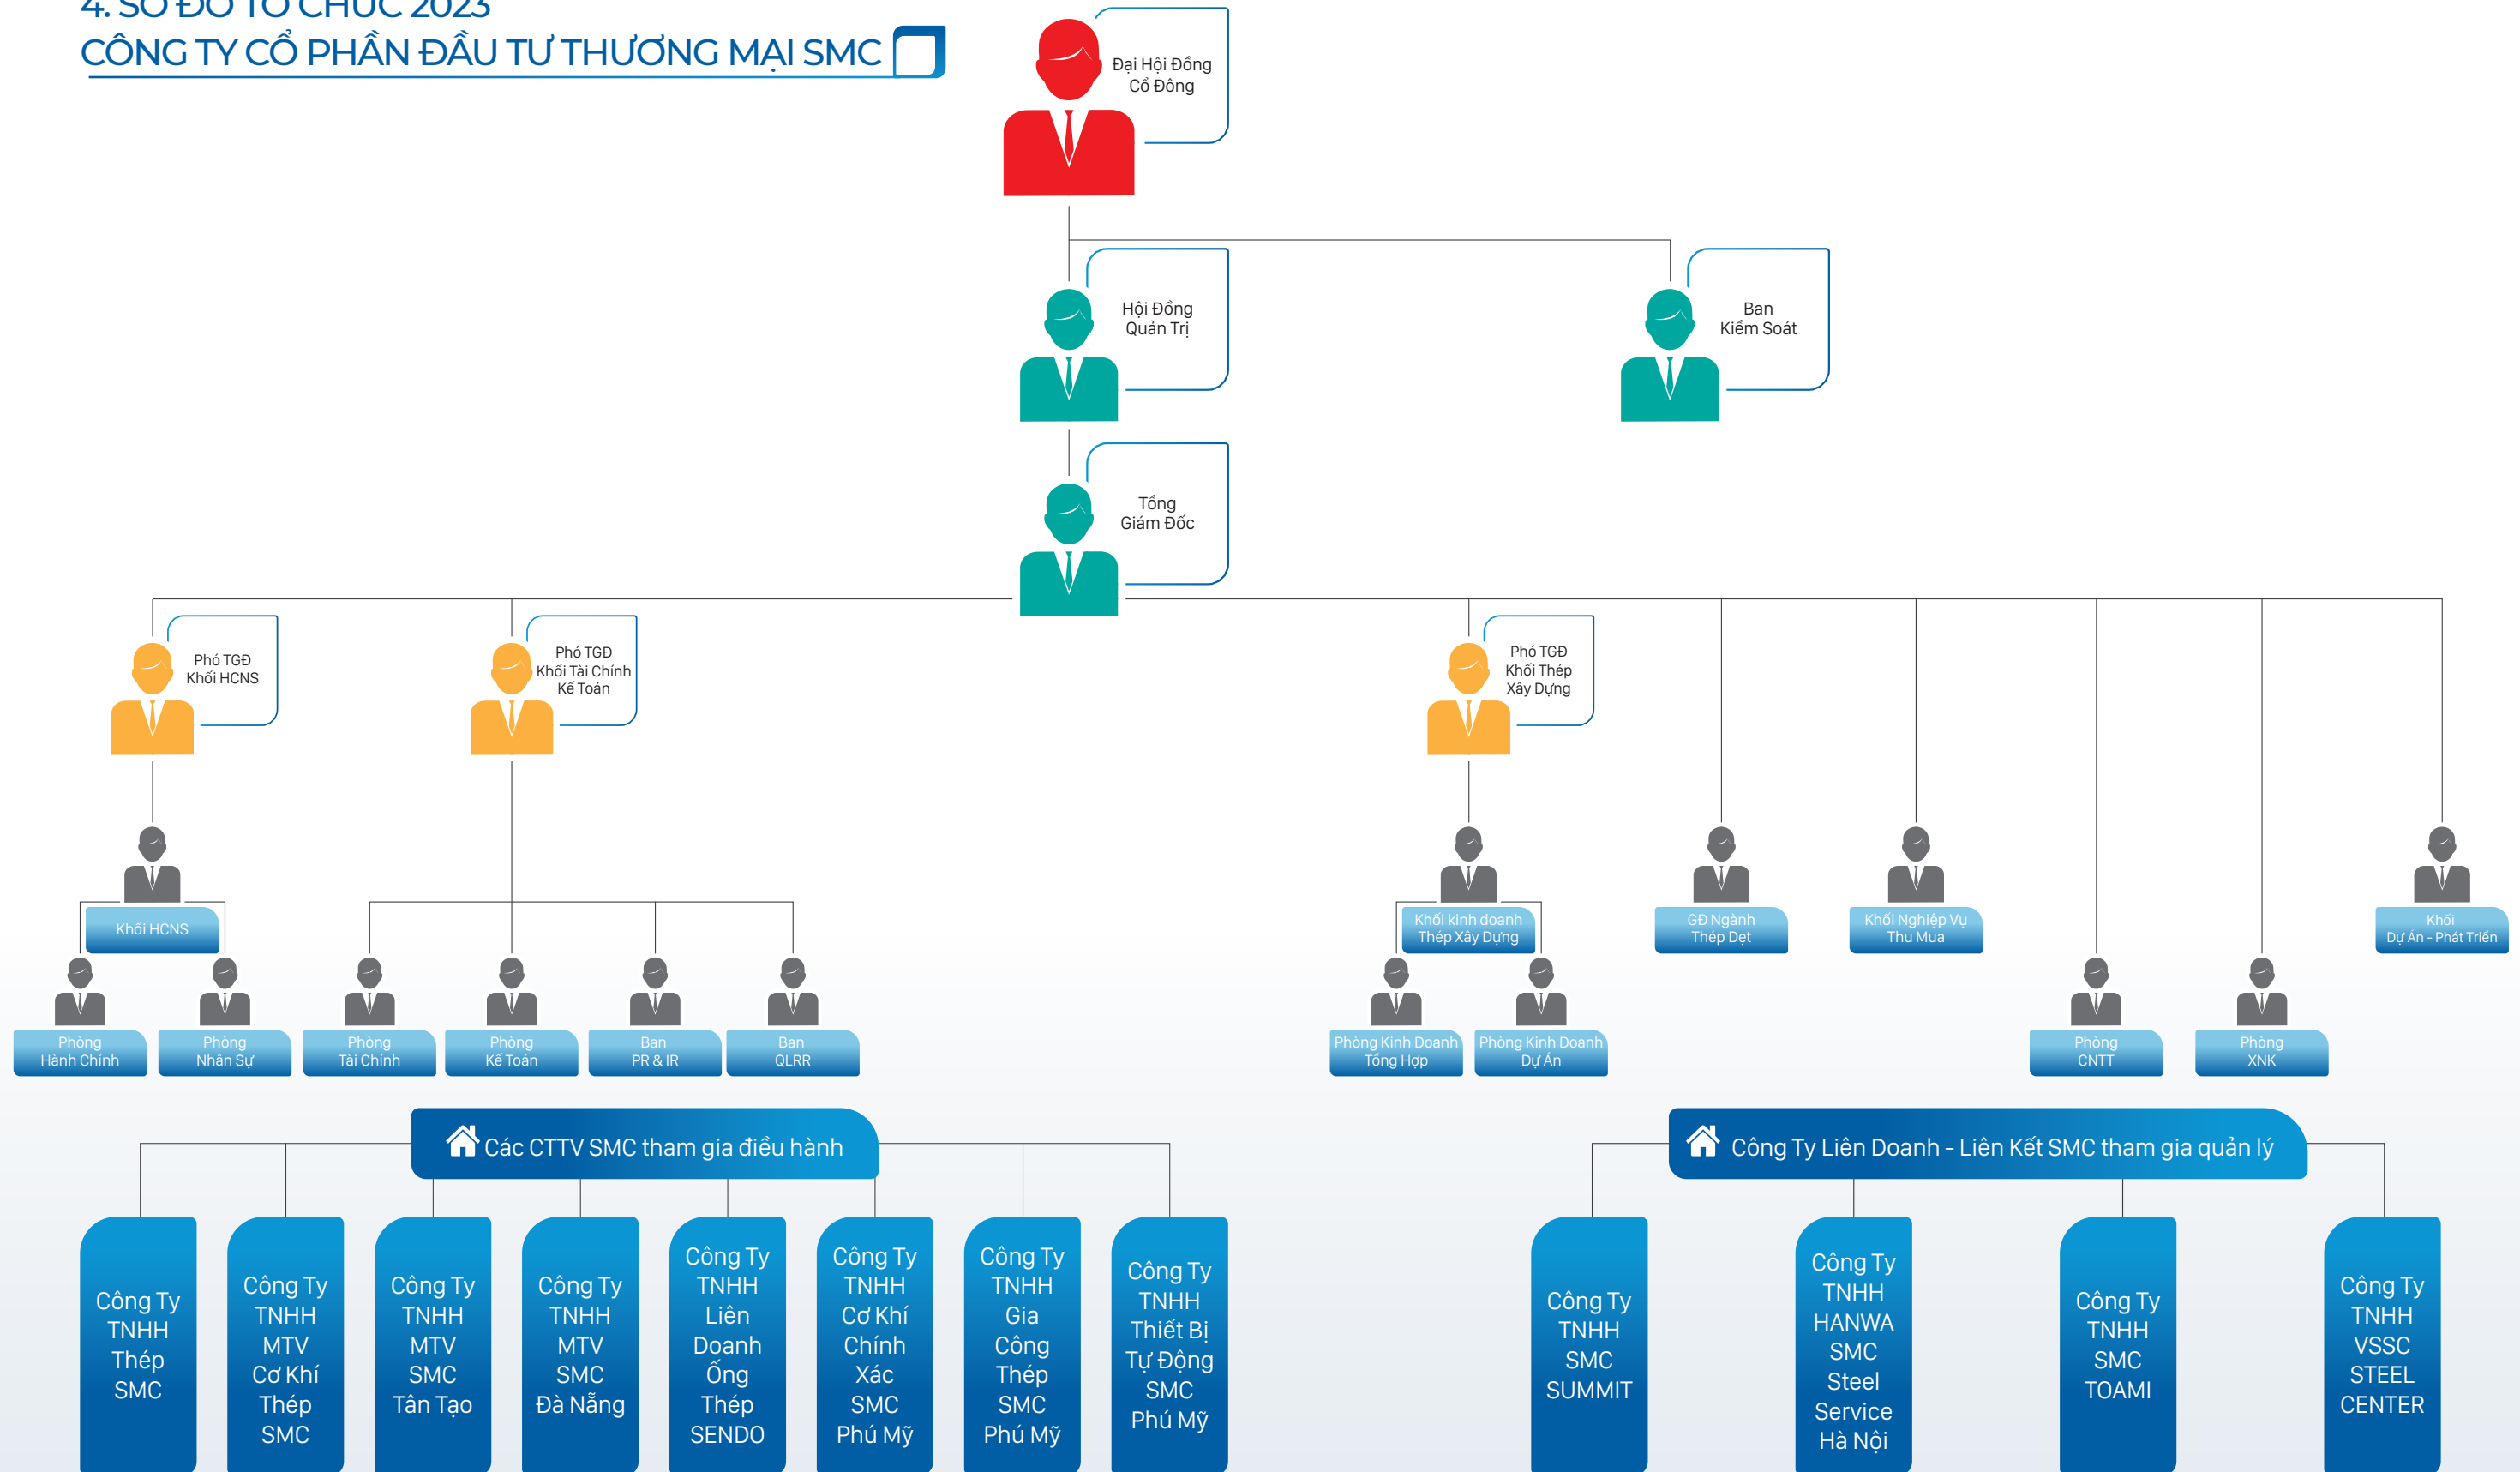 4. SƠ ĐỒ TỔ CHỨC 2023
CÔNG TY CỔ PHẦN ĐẦU TƯ THƯƠNG MẠI SMC
Đại Hội Đồng
Cổ Đông
Hội Đồng
Quản Trị
Ban
Kiểm Soát
Tổng
Giám Đốc
Phó TGĐ
Khối HCNS
Phó TGĐ
Khối Tài Chính
Kế Toán
Phó TGĐ
Khối Thép
Xây Dựng
Khối HCNS
Khối kinh doanh
Thép Xây Dựng
GĐ Ngành
Thép Dẹt
Khối Nghiệp Vụ
Thu Mua
Khối
Dự Án - Phát Triển
Phòng
Hành Chính
Phòng
Nhân Sự
Phòng
Tài Chính
Phòng
Kế Toán
Ban
PR & IR
Ban
QLRR
Phòng Kinh Doanh
Tổng Hợp
Phòng Kinh Doanh
Dự Án
Phòng
CNTT
Phòng
XNK
Các CTTV SMC tham gia điều hành
Công Ty
TNHH
Thép
SMC
Công Ty
TNHH
MTV
Cơ Khí
Thép
SMC
Công Ty
TNHH
MTV
SMC
Tân Tạo
Công Ty
TNHH
MTV
SMC
Đà Nẵng
Công Ty
TNHH
Liên
Doanh
Ống
Thép
SENDO
Công Ty
TNHH
Cơ Khí
Chính
Xác
SMC
Phú Mỹ
Công Ty
TNHH
Gia
Công
Thép
SMC
Phú Mỹ
Công Ty
TNHH
Thiết Bị
Tự Động
SMC
Phú Mỹ
Công Ty Liên Doanh - Liên Kết SMC tham gia quản lý
Công Ty
TNHH
SMC
SUMMIT
Công Ty
TNHH
HANWA
SMC
Steel
Service
Hà Nội
Công Ty
TNHH
SMC
TOAMI
Công Ty
TNHH
VSSC
STEEL
CENTER